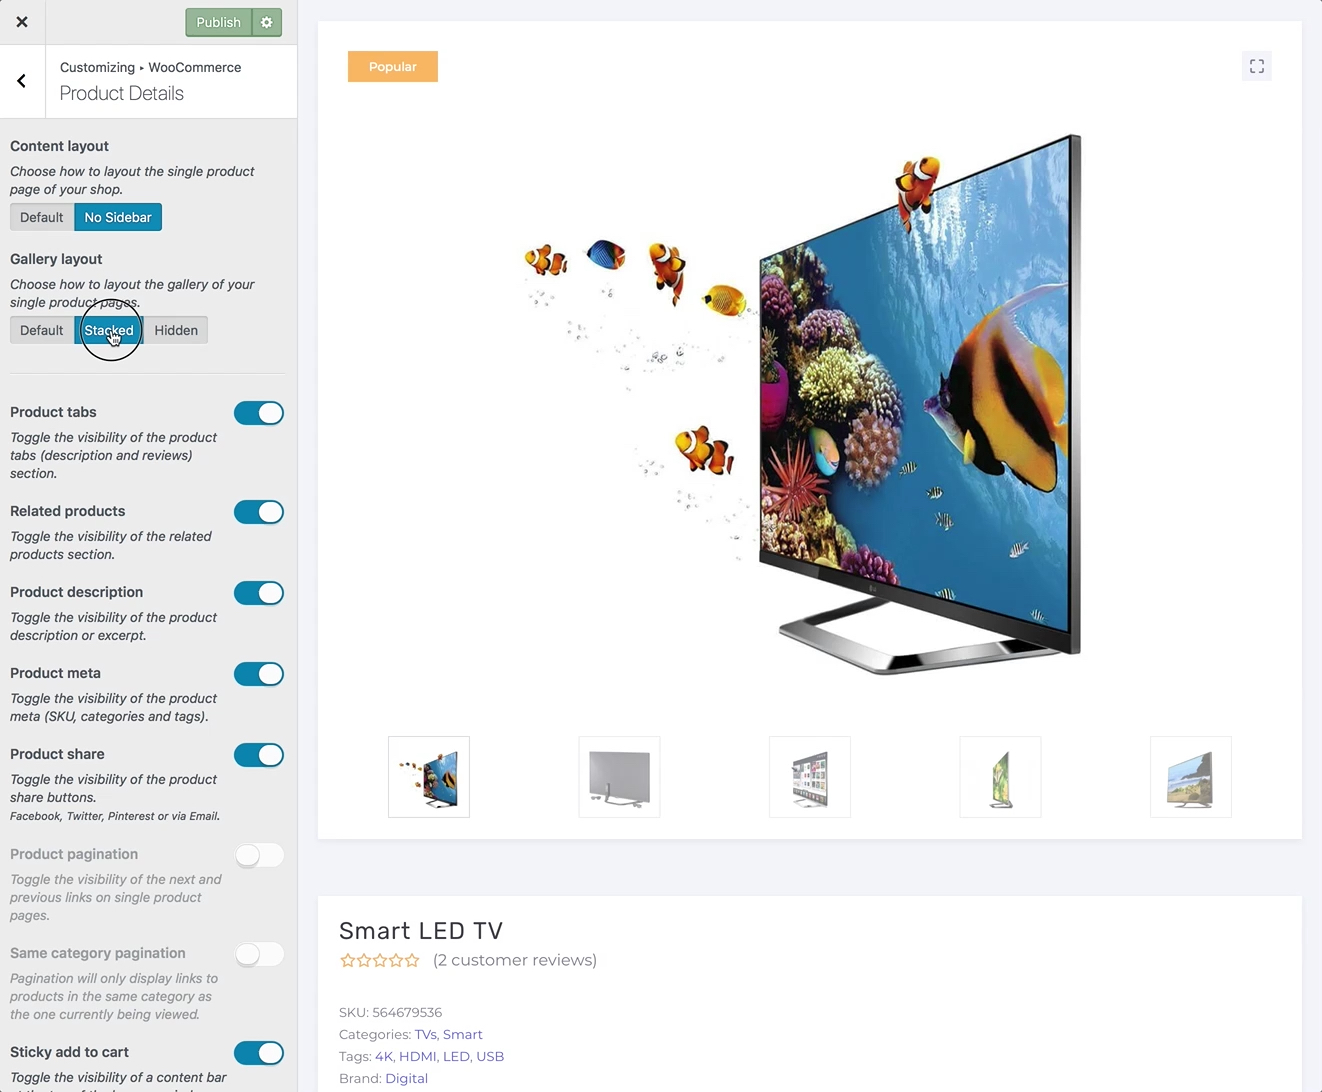 Publish
Customizing ▸ WooCommerce
Product Details
Content layout
Choose how to layout the single product
page of your shop.
Default No Sidebar
Gallery layout
Choose how to layout the gallery of your
single product pages.
Default Stacked Hidden
Product tabs
Toggle the visibility of the product
tabs (description and reviews)
section.
Related products
Toggle the visibility of the related
products section.
Product description
Toggle the visibility of the product
description or excerpt.
Product meta
Toggle the visibility of the product
meta (SKU, categories and tags).
Product share
Toggle the visibility of the product
share buttons.
Facebook, Twitter, Pinterest or via Email.
Product pagination
Toggle the visibility of the next and
previous links on single product
pages.
Same category pagination
Pagination will only display links to
products in the same category as
the one currently being viewed.
Sticky add to cart
Toggle the visibility of a content bar
Popular
Smart LED TV
(2 customer reviews)
SKU: 564679536
Categories: TVs, Smart
Tags: 4K, HDMI, LED, USB
Brand: Digital